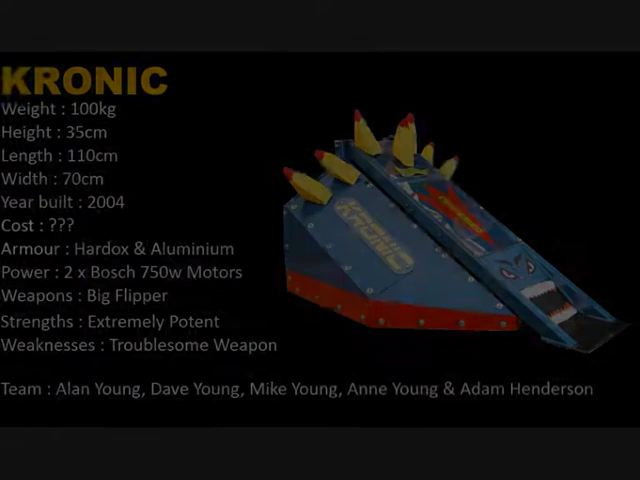 KRONIC
Weight : 100kg
Height : 35cm
Length : 110cm
Width : 70cm
Year built : 2004
Cost : ???
Armour : Hardox & Aluminium
Power : 2 x Bosch 750w Motors
Weapons : Big Flipper
Strengths : Extremely Potent
Weaknesses : Troublesome Weapon
Team : Alan Young, Dave Young, Mike Young, Anne Young & Adam Henderson
KRONIC